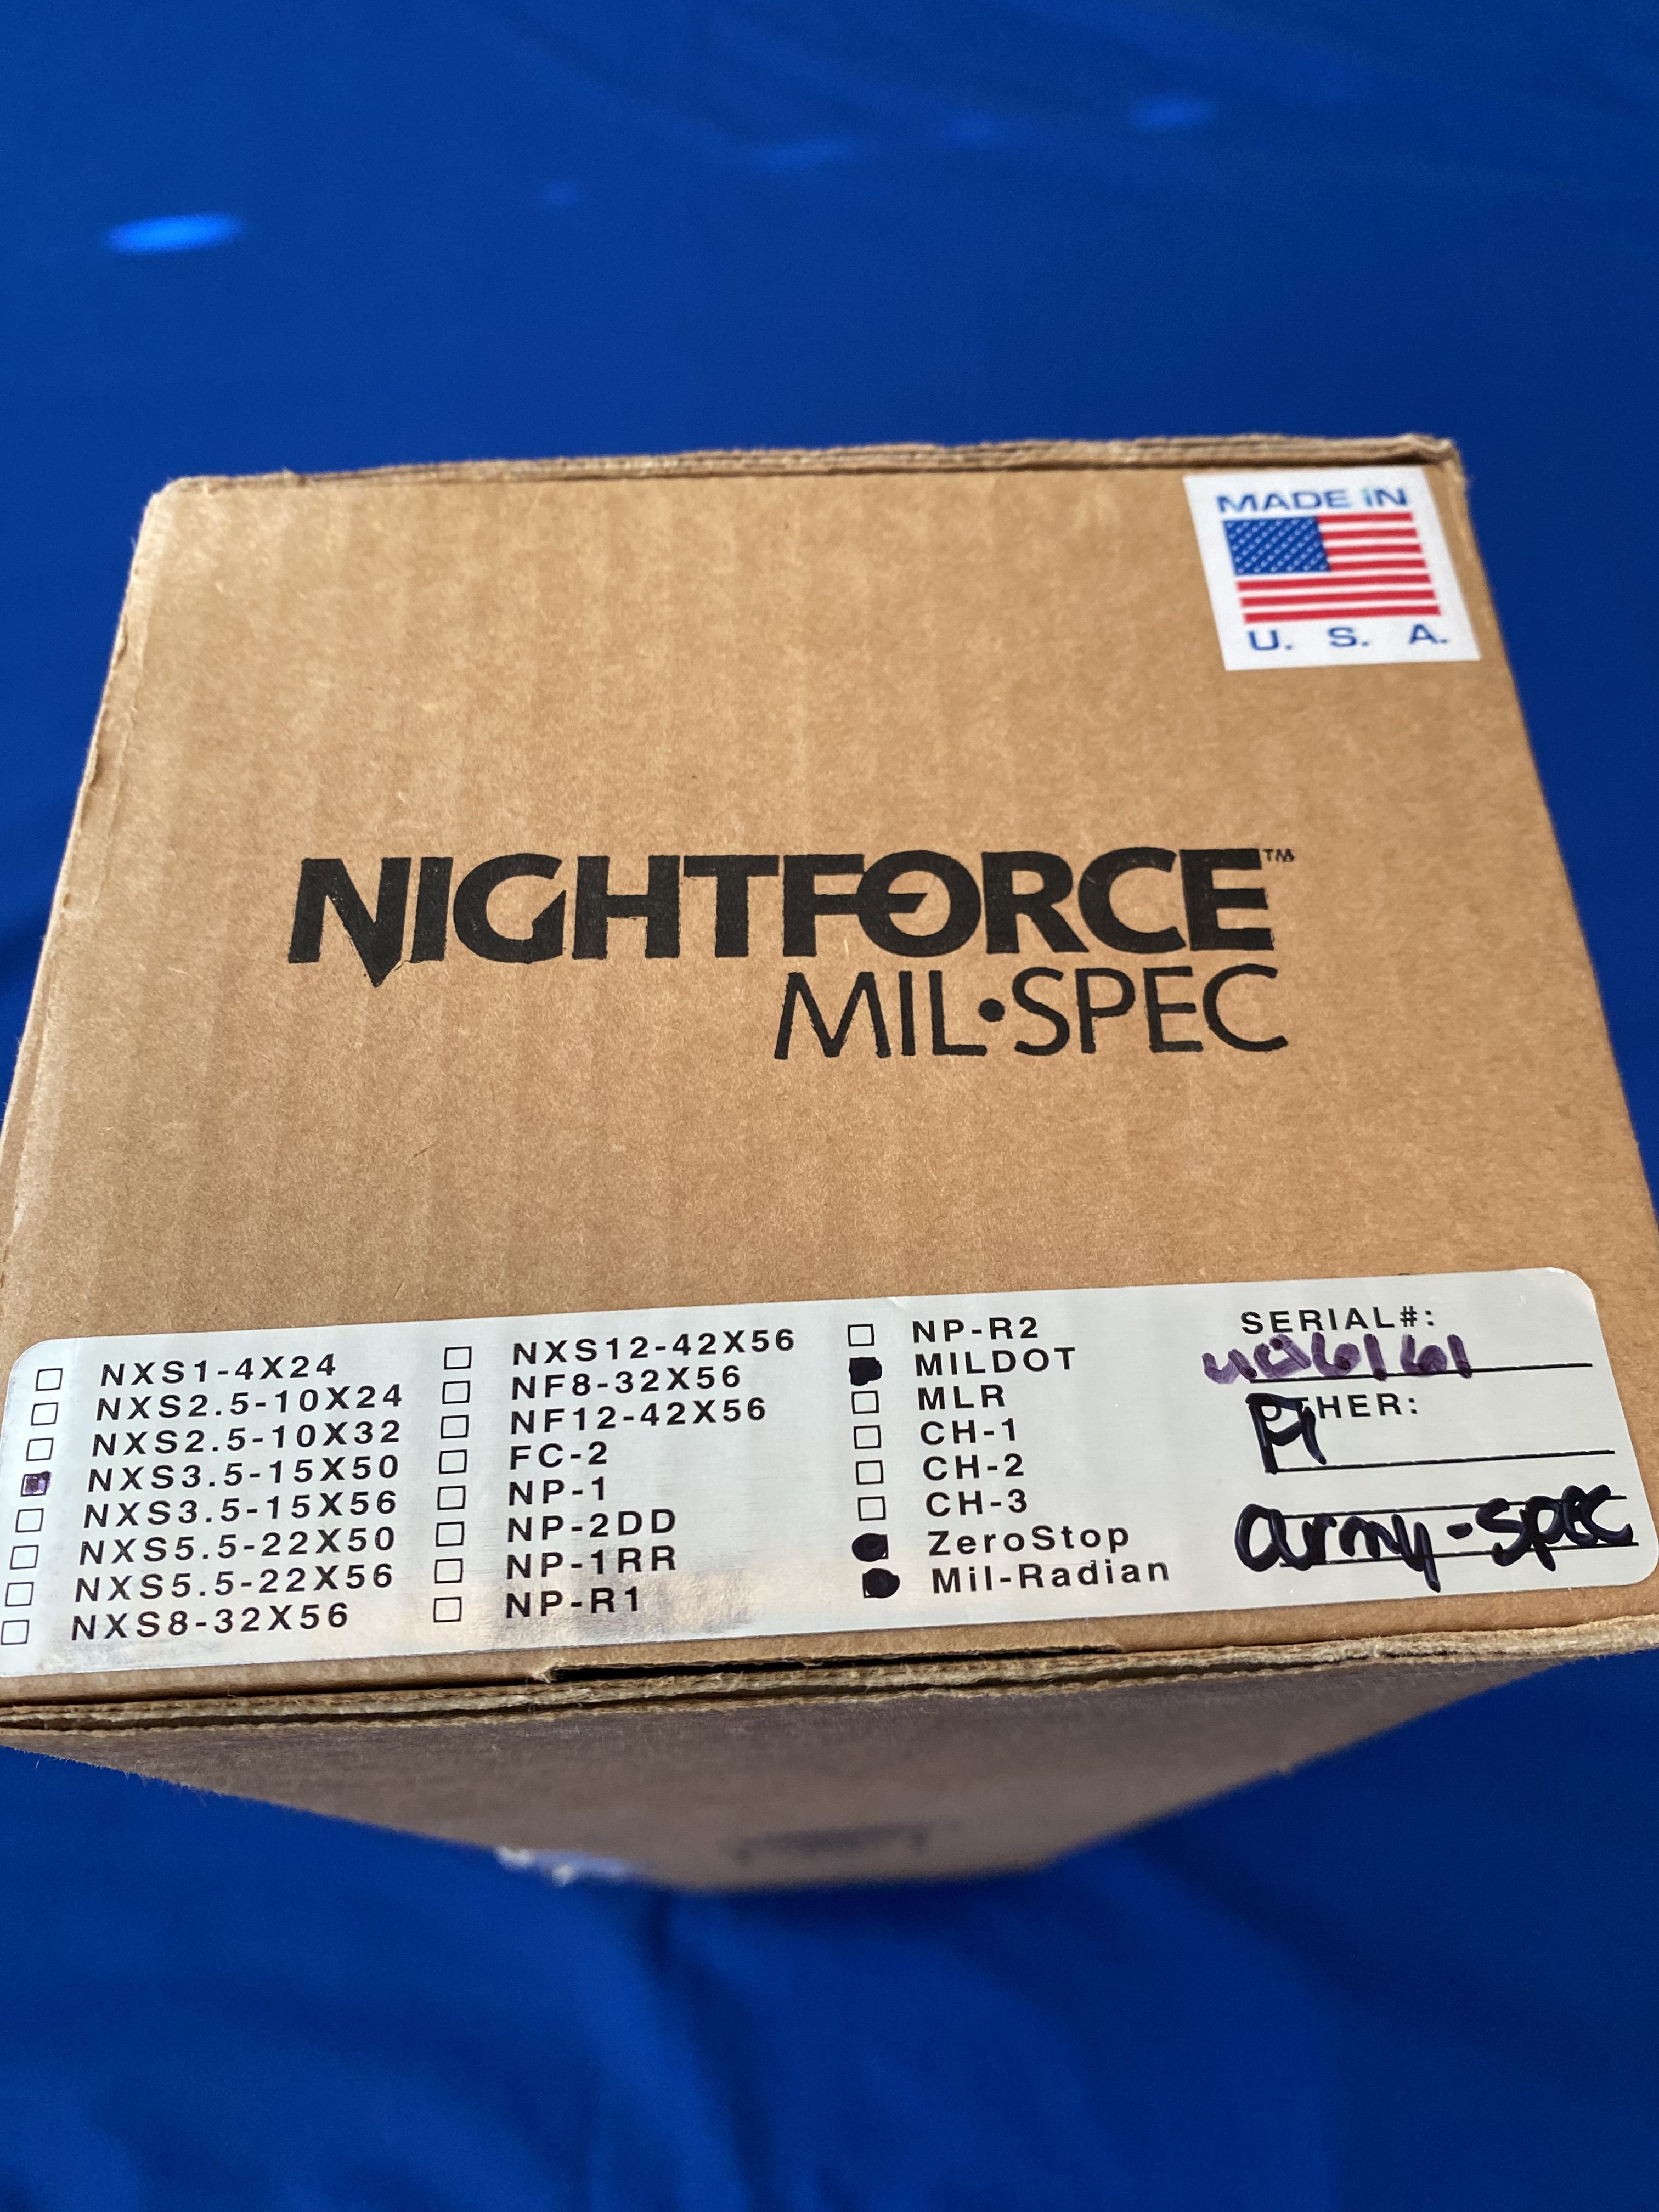 MADE IN
U. S. A.
NIGHTFORCE™
MIL•SPEC
NXS1-4X24
NXS2.5-10X24
NXS2.5-10X32
NXS3.5-15X50
NXS3.5-15X56
NXS5.5-22X50
NXS5.5-22X56
NXS8-32X56
NXS12-42X56
NF8-32X56
NF12-42X56
FC-2
NP-1
NP-2DD
NP-1RR
NP-R1
NP-R2
MILDOT
MLR
CH-1
CH-2
CH-3
ZeroStop
Mil-Radian
SERIAL#:
OTHER:
army-spec